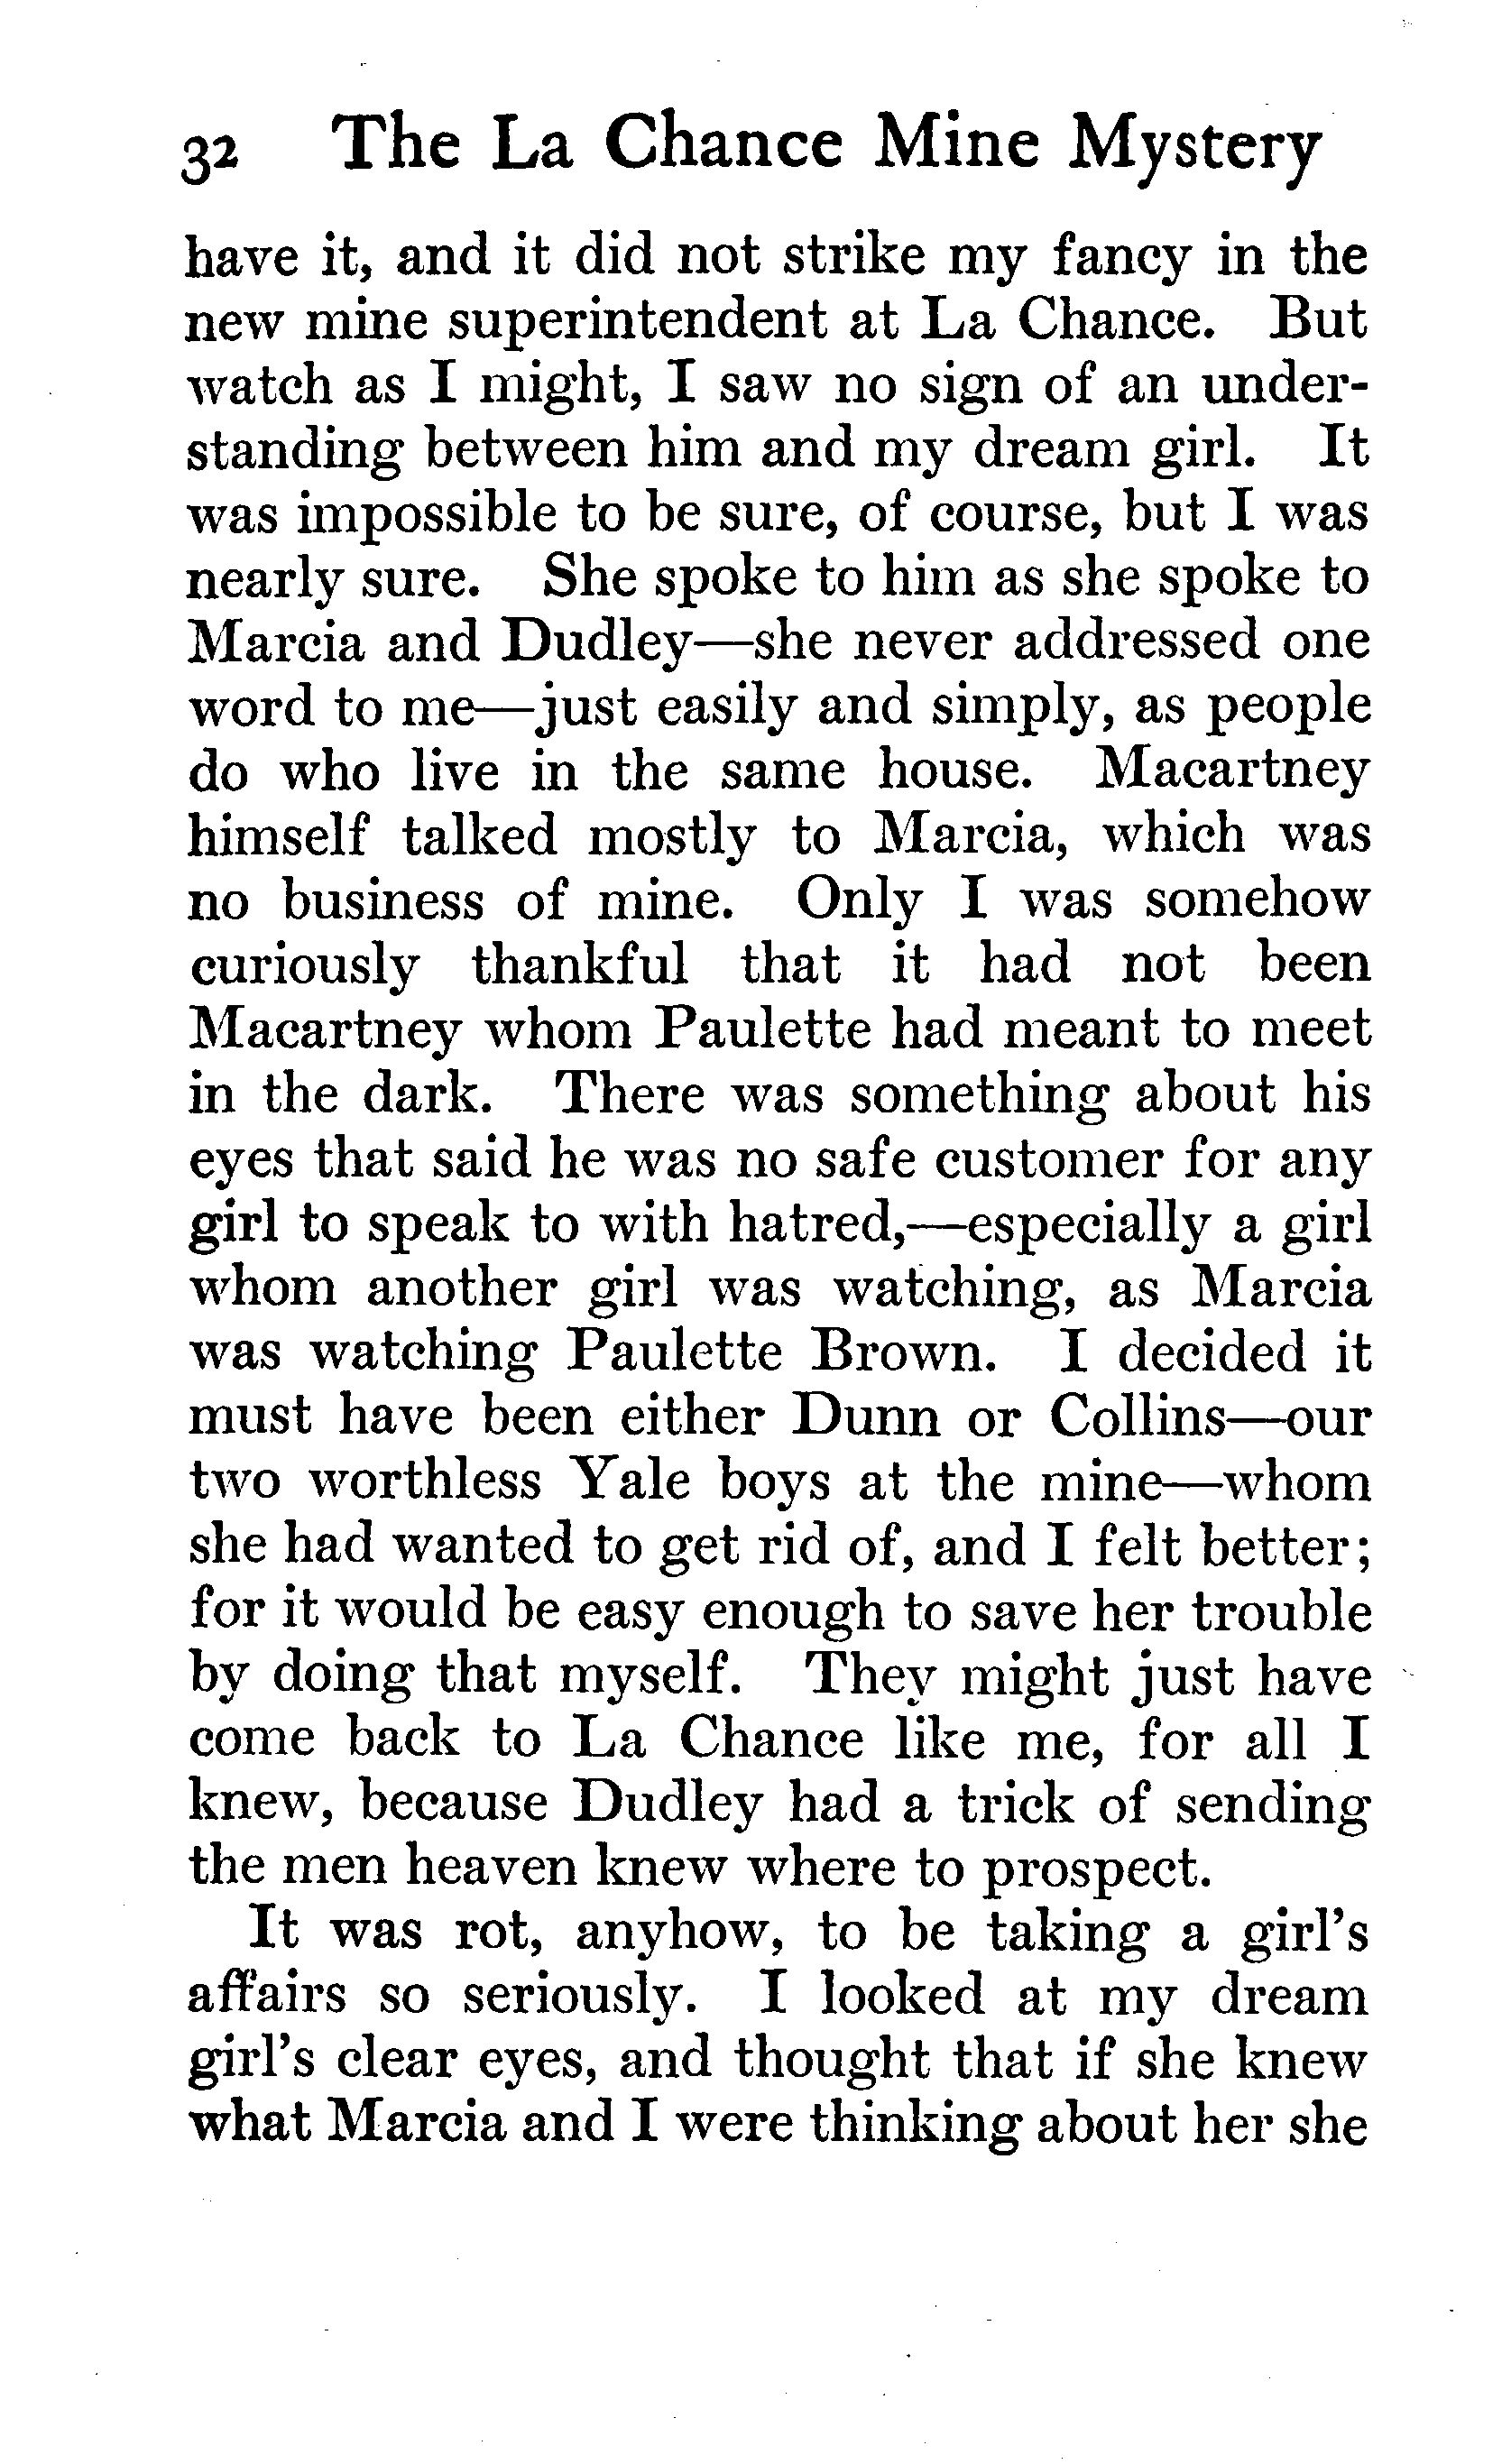 32 The La Chance Mine Mystery
have it, and it did not strike my fancy in the
new mine superintendent at La Chance. But
watch as I might, I saw no sign of an under-
standing between him and my dream girl. It
was impossible to be sure, of course, but I was
nearly sure. She spoke to him as she spoke to
Marcia and Dudley—she never addressed one
word to me—just easily and simply, as people
do who live in the same house. Macartney
himself talked mostly to Marcia, which was
no business of mine. Only I was somehow
curiously thankful that it had not been
Macartney whom Paulette had meant to meet
in the dark. There was something about his
eyes that said he was no safe customer for any
girl to speak to with hatred,—especially a girl
whom another girl was watching, as Marcia
was watching Paulette Brown. I decided it
must have been either Dunn or Collins—our
two worthless Yale boys at the mine—whom
she had wanted to get rid of, and I felt better;
for it would be easy enough to save her trouble
by doing that myself. They might just have
come back to La Chance like me, for all I
knew, because Dudley had a trick of sending
the men heaven knew where to prospect.
It was rot, anyhow, to be taking a girl's
affairs so seriously. I looked at my dream
girl's clear eyes, and thought that if she knew
what Marcia and I were thinking about her she